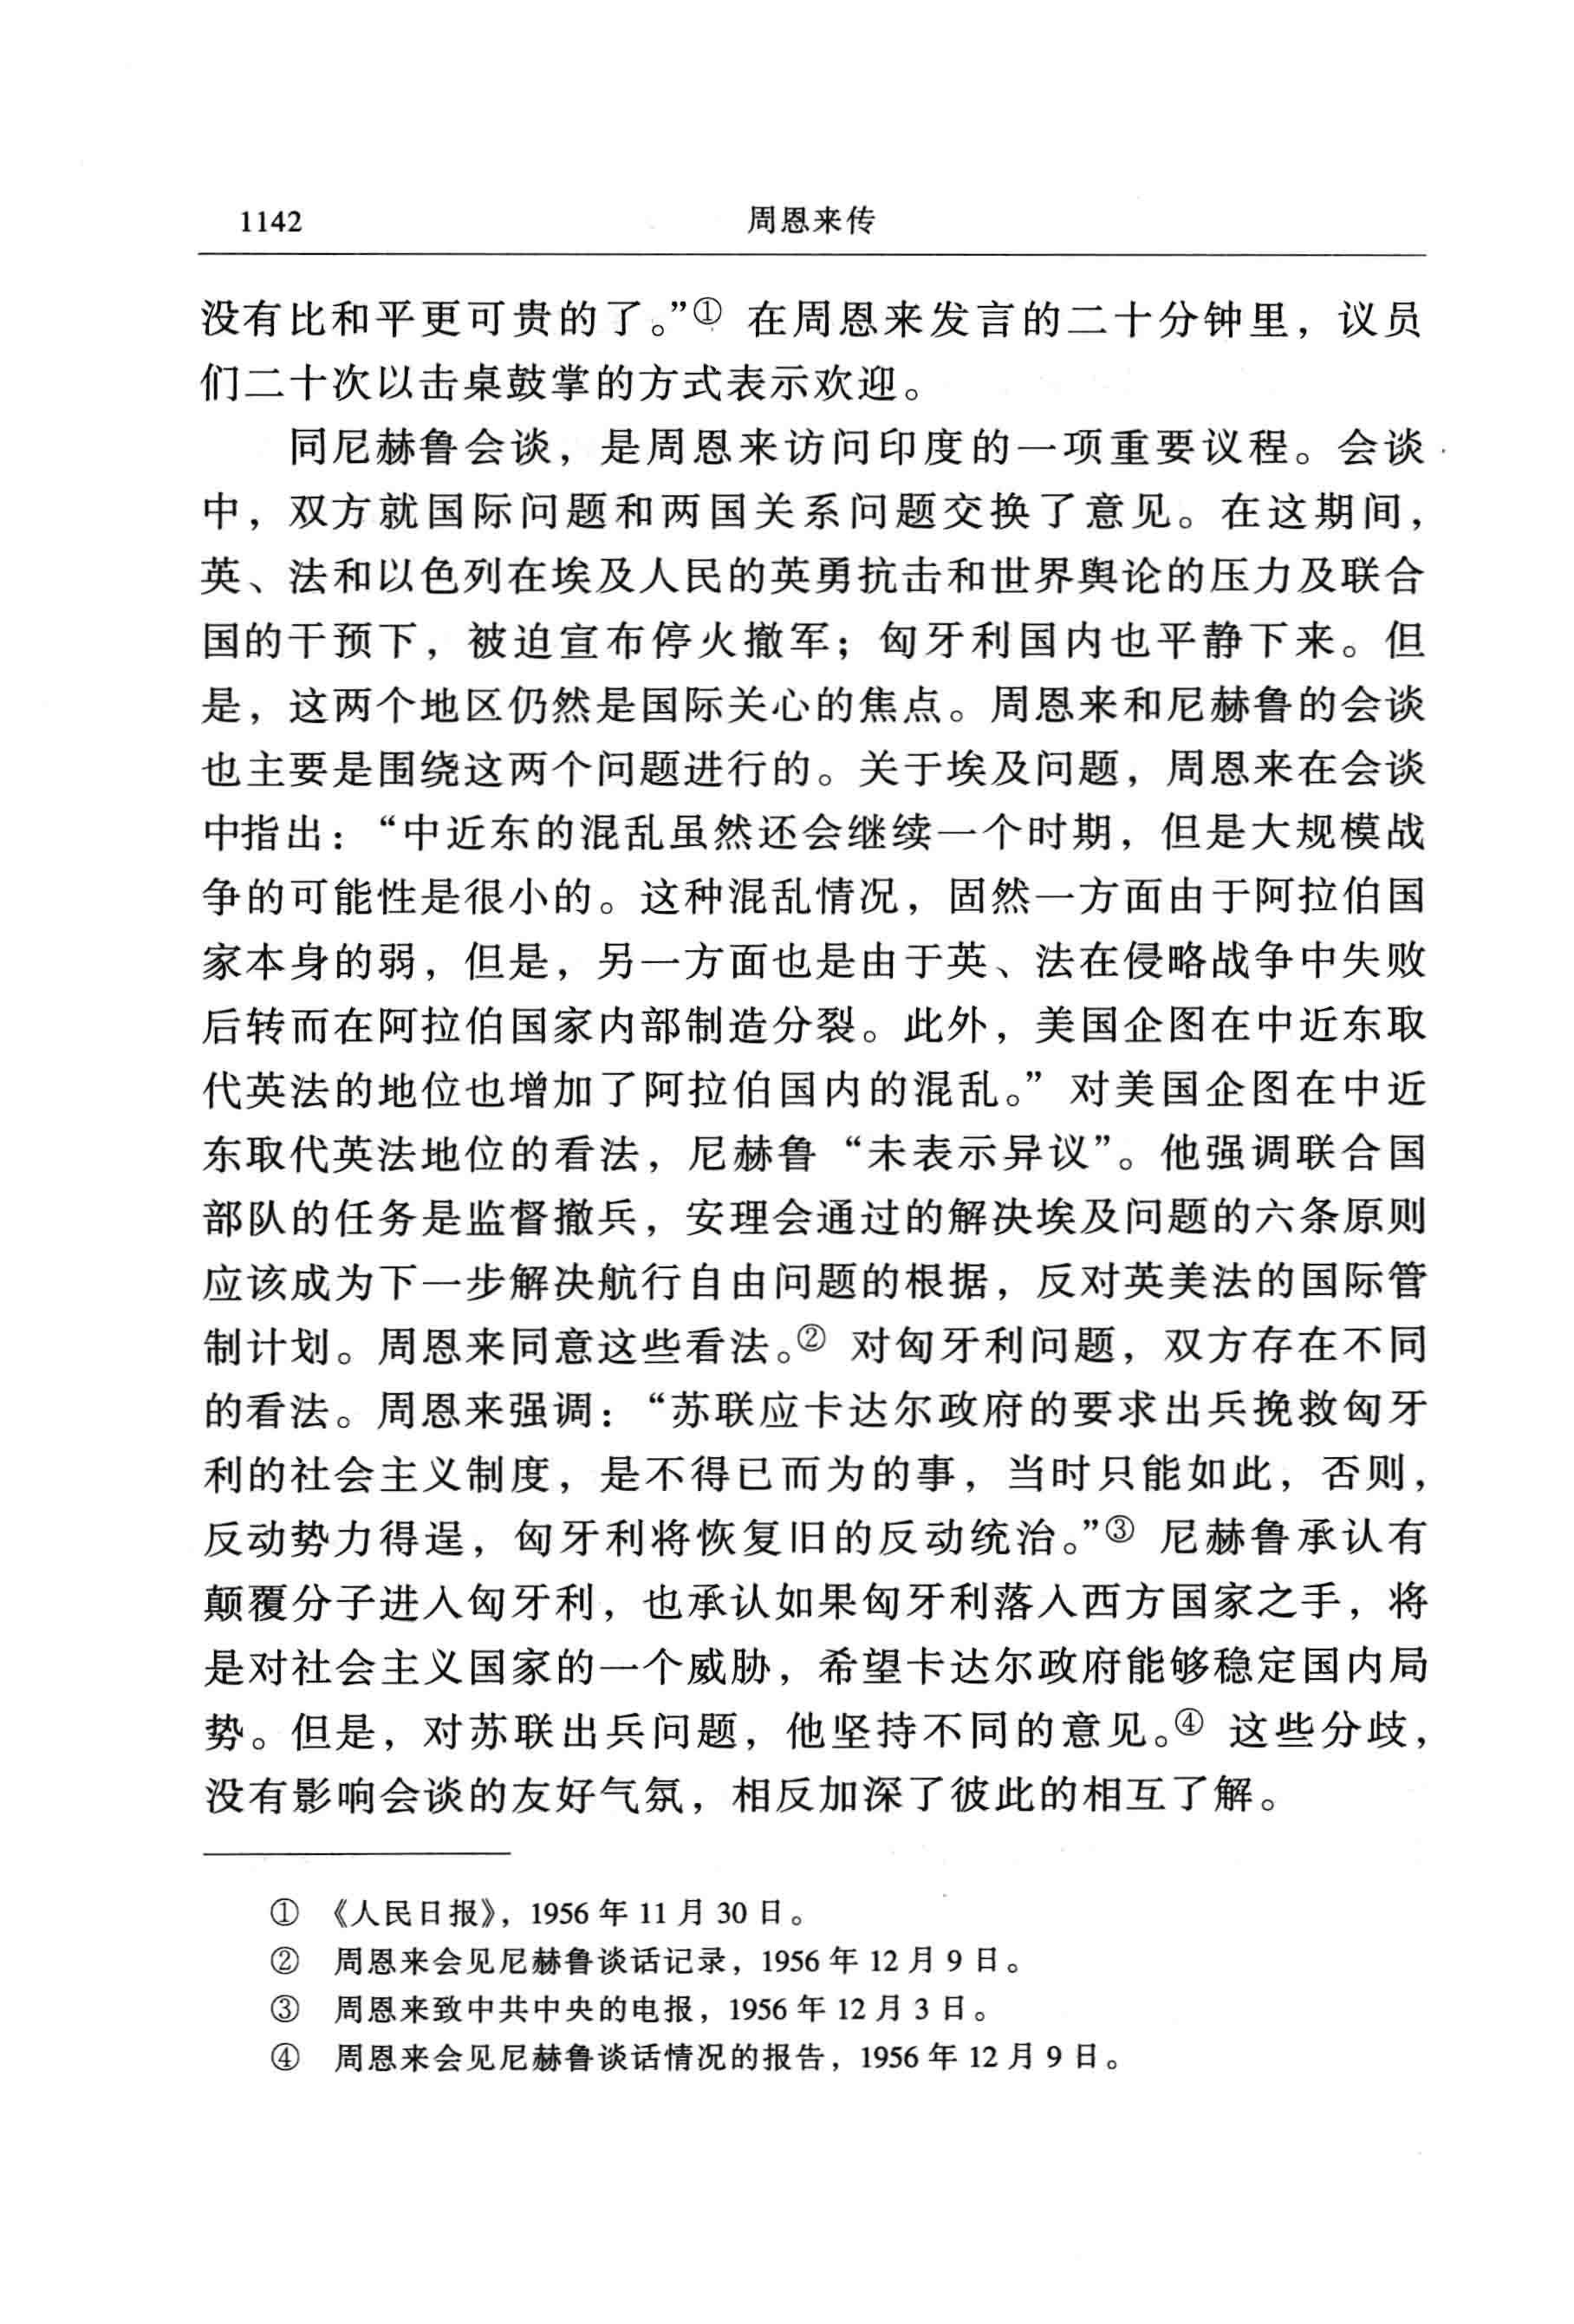 1142 周恩来传
没有比和平更可贵的了。”① 在周恩来发言的二十分钟里，议员
们二十次以击桌鼓掌的方式表示欢迎。
同尼赫鲁会谈，是周恩来访问印度的一项重要议程。会谈
中，双方就国际问题和两国关系问题交换了意见。在这期间，
英、法和以色列在埃及人民的英勇抗击和世界舆论的压力及联合
国的干预下，被迫宣布停火撤军；匈牙利国内也平静下来。但
是，这两个地区仍然是国际关心的焦点。周恩来和尼赫鲁的会谈
也主要是围绕这两个问题进行的。关于埃及问题，周恩来在会谈
中指出：“中近东的混乱虽然还会继续一个时期，但是大规模战
争的可能性是很小的。这种混乱情况，固然一方面由于阿拉伯国
家本身的弱，但是，另一方面也是由于英、法在侵略战争中失败
后转而在阿拉伯国家内部制造分裂。此外，美国企图在中近东取
代英法的地位也增加了阿拉伯国内的混乱。”对美国企图在中近
东取代英法地位的看法，尼赫鲁“未表示异议”。他强调联合国
部队的任务是监督撤兵，安理会通过的解决埃及问题的六条原则
应该成为下一步解决航行自由问题的根据，反对英美法的国际管
制计划。周恩来同意这些看法。② 对匈牙利问题，双方存在不同
的看法。周恩来强调：“苏联应卡达尔政府的要求出兵挽救匈牙
利的社会主义制度，是不得已而为的事，当时只能如此，否则，
反动势力得逞，匈牙利将恢复旧的反动统治。”③ 尼赫鲁承认有
颠覆分子进入匈牙利，也承认如果匈牙利落入西方国家之手，将
是对社会主义国家的一个威胁，希望卡达尔政府能够稳定国内局
势。但是，对苏联出兵问题，他坚持不同的意见。④ 这些分歧，
没有影响会谈的友好气氛，相反加深了彼此的相互了解。
① 《人民日报》，1956 年 11 月 30 日。
② 周恩来会见尼赫鲁谈话记录，1956 年 12 月 9 日。
③ 周恩来致中共中央的电报，1956 年 12 月 3 日。
④ 周恩来会见尼赫鲁谈话情况的报告，1956 年 12 月 9 日。